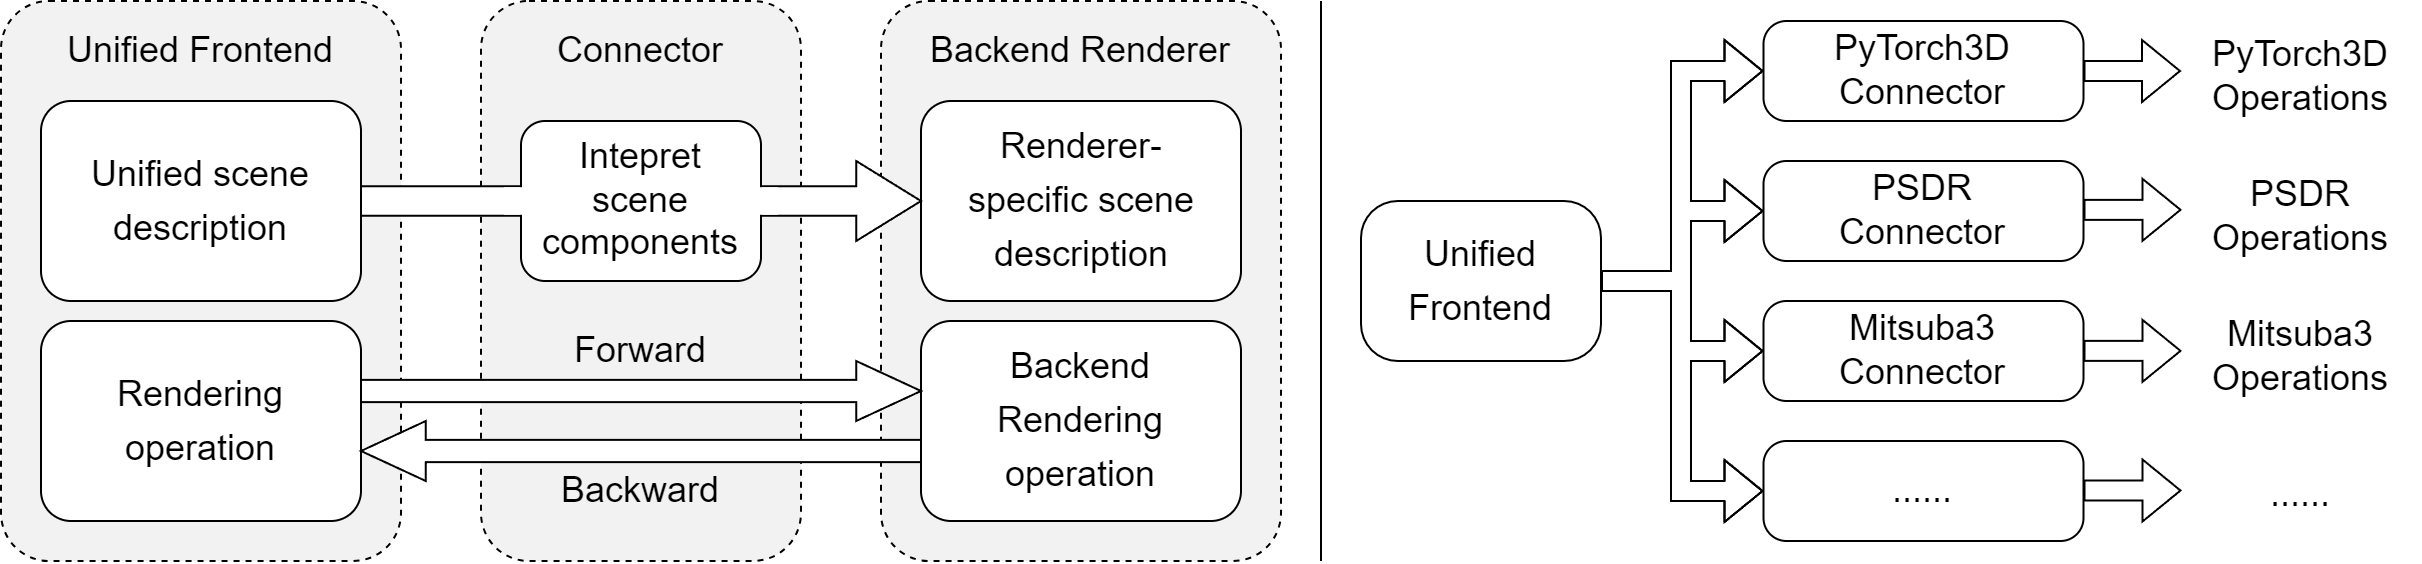 Unified Frontend
Unified scene
description
Rendering
operation
Connector
Intepret
scene
components
Forward
Backward
Backend Renderer
Renderer-
specific scene
description
Backend
Rendering
operation
Unified
Frontend
PyTorch3D
Connector
PyTorch3D
Operations
PSDR
Connector
PSDR
Operations
Mitsuba3
Connector
Mitsuba3
Operations
......
......